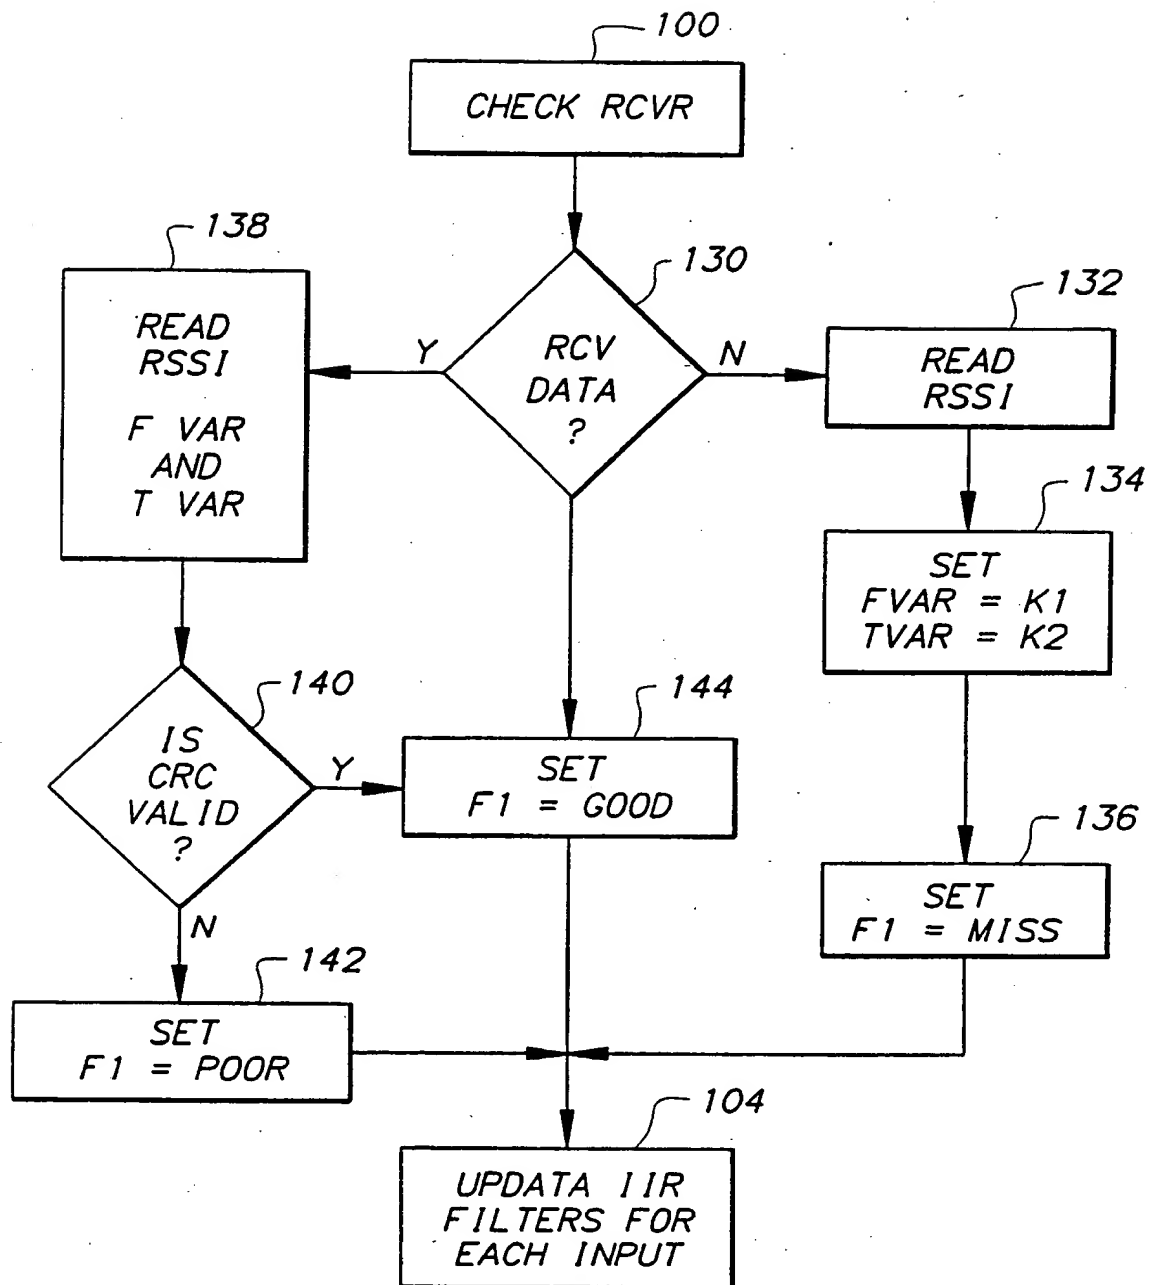 100
CHECK RCVR
138
READ
RSSI
F VAR
AND
T VAR
130
RCV
DATA
?
Y
N
132
READ
RSSI
134
SET
FVAR = K1
TVAR = K2
140
IS
CRC
VALID
?
Y
N
144
SET
F1 = GOOD
136
SET
F1 = MISS
142
SET
F1 = POOR
104
UPDATA IIR
FILTERS FOR
EACH INPUT